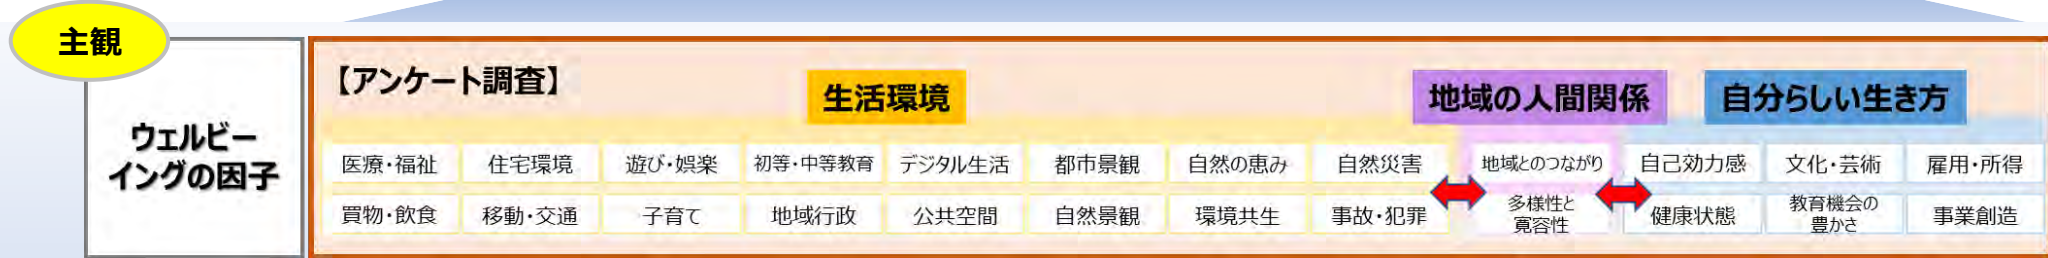 主観
ウェルビー
イングの因子
【アンケート調査】
生活環境
地域の人間関係
自分らしい生き方
医療・福祉
住宅環境
遊び・娯楽
初等・中等教育
デジタル生活
都市景観
自然の恵み
自然災害
地域とのつながり
自己効力感
文化・芸術
雇用・所得
買物・飲食
移動・交通
子育て
地域行政
公共空間
自然景観
環境共生
事故・犯罪
多様性と
寛容性
健康状態
教育機会の
豊かさ
事業創造